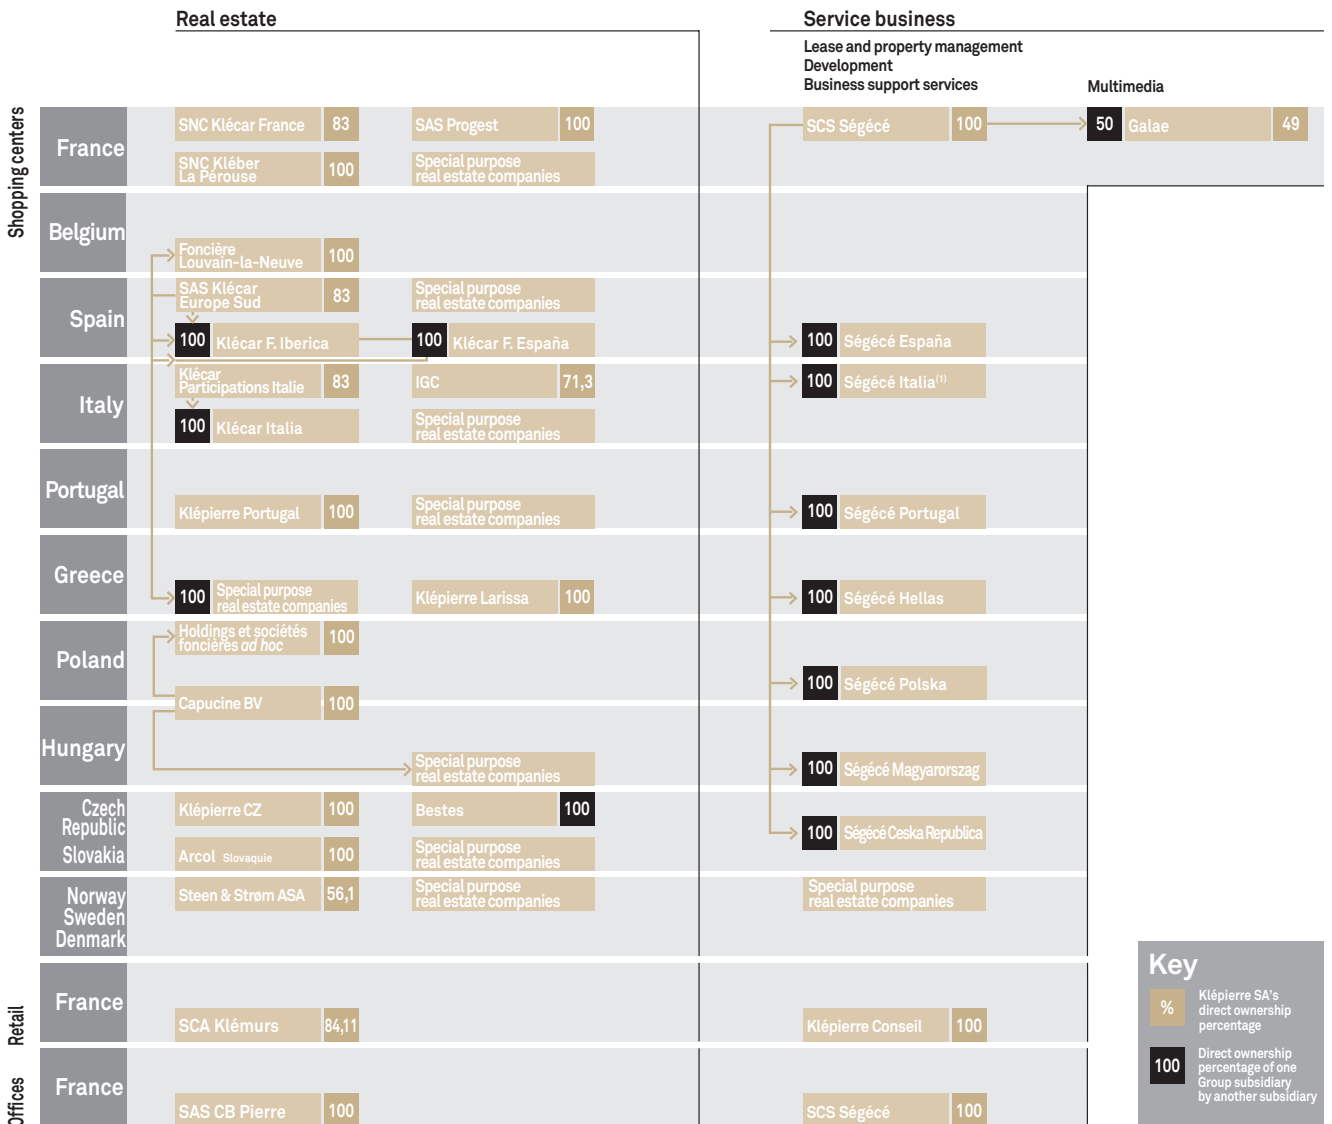 Real estate
Service business
Lease and property management
Development
Business support services
Multimedia
Shopping centers
France
SNC Klécar France 83
SAS Progest 100
SCS Ségécé 100
50 Galae 49
SNC Kléber
La Pérouse 100
Special purpose
real estate companies
Belgium
Foncière
Louvain-la-Neuve 100
Spain
SAS Klécar
Europe Sud 83
Special purpose
real estate companies
100 Klécar F. Iberica
100 Klécar F. España
100 Ségécé España
Italy
Klécar
Participations Italie 83
IGC 71,3
100 Ségécé Italia(1)
100 Klécar Italia
Special purpose
real estate companies
Portugal
Klépierre Portugal 100
Special purpose
real estate companies
100 Ségécé Portugal
Greece
100 Special purpose
real estate companies
Klépierre Larissa 100
100 Ségécé Hellas
Poland
Holdings et sociétés
foncières ad hoc 100
100 Ségécé Polska
Capucine BV 100
Hungary
Special purpose
real estate companies
100 Ségécé Magyarorszag
Czech
Republic
Slovakia
Klépierre CZ 100
Bestes 100
100 Ségécé Ceska Republica
Arcol Slovaquie 100
Special purpose
real estate companies
Norway
Sweden
Denmark
Steen & Strøm ASA 56,1
Special purpose
real estate companies
Special purpose
real estate companies
Retail
France
SCA Klémurs 84,11
Klépierre Conseil 100
Offices
France
SAS CB Pierre 100
SCS Ségécé 100
Key
% Klépierre SA's
direct ownership
percentage
100 Direct ownership
percentage of one
Group subsidiary
by another subsidiary